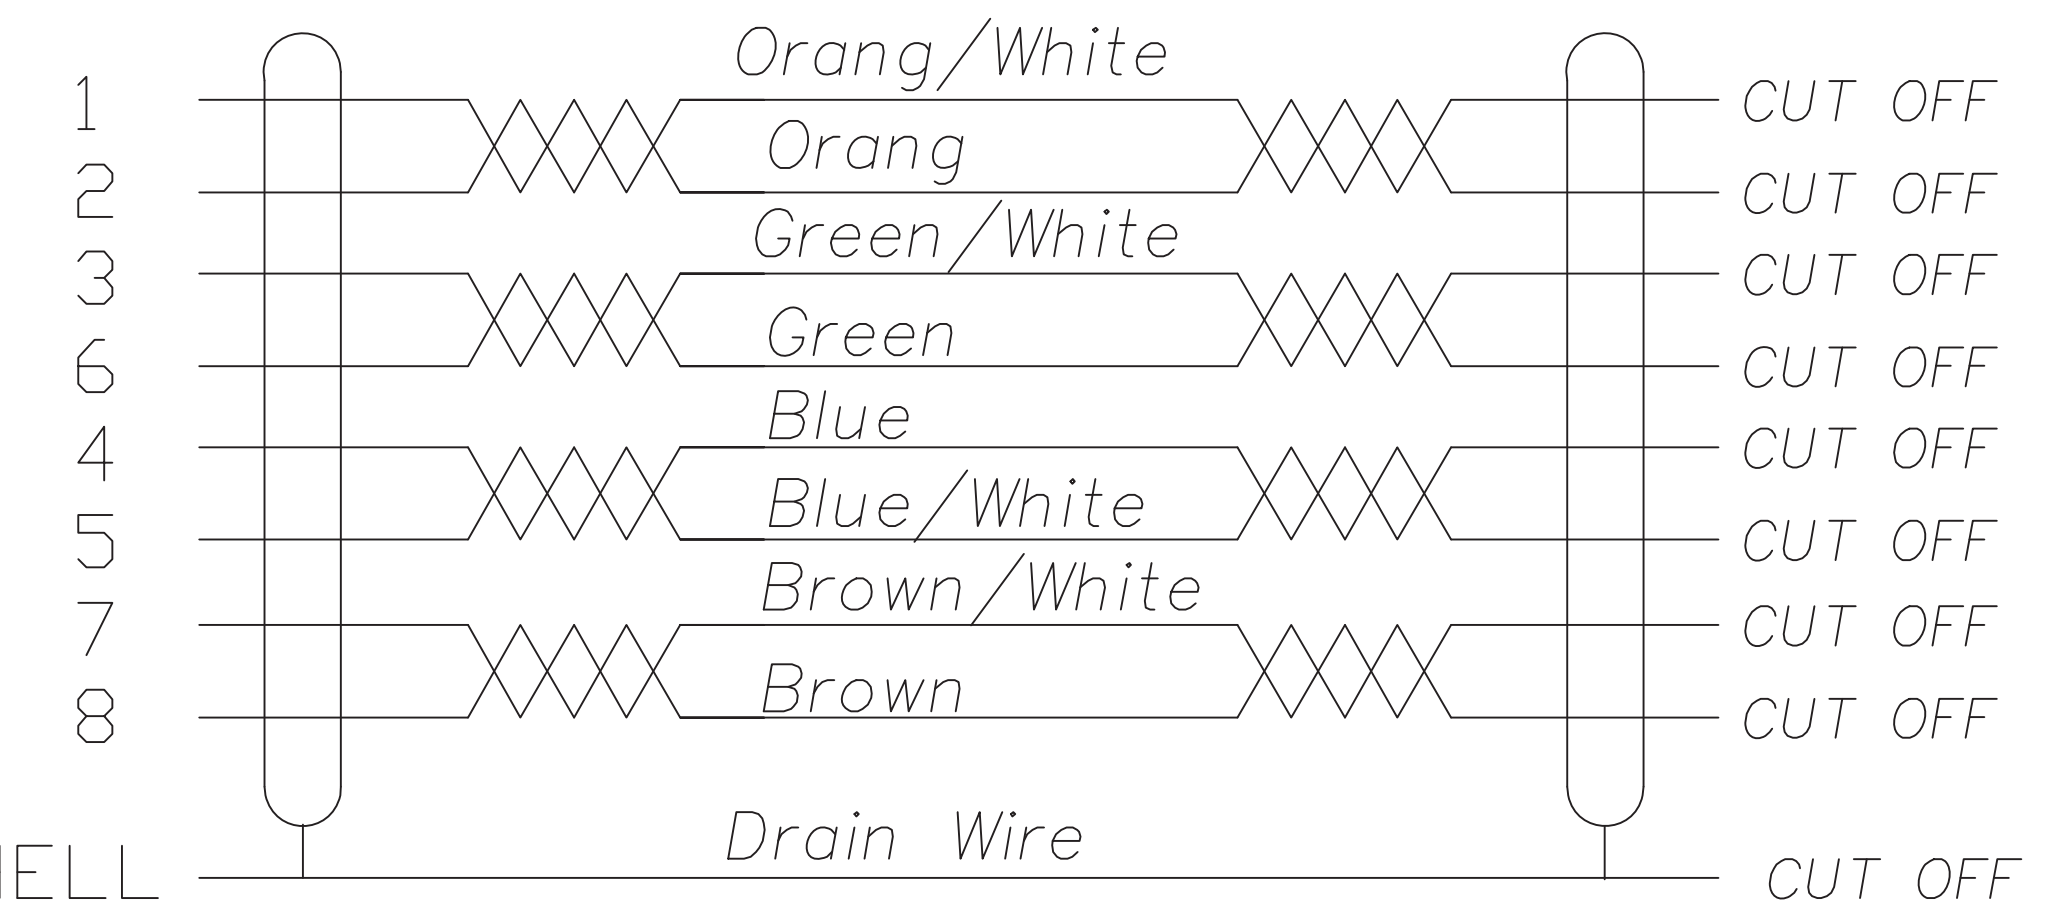 Orang/White
1 CUT OFF
Orang
2 CUT OFF
Green/White
3 CUT OFF
Green
6 CUT OFF
Blue
4 CUT OFF
Blue/White
5 CUT OFF
Brown/White
7 CUT OFF
Brown
8 CUT OFF
Drain Wire
HELL CUT OFF